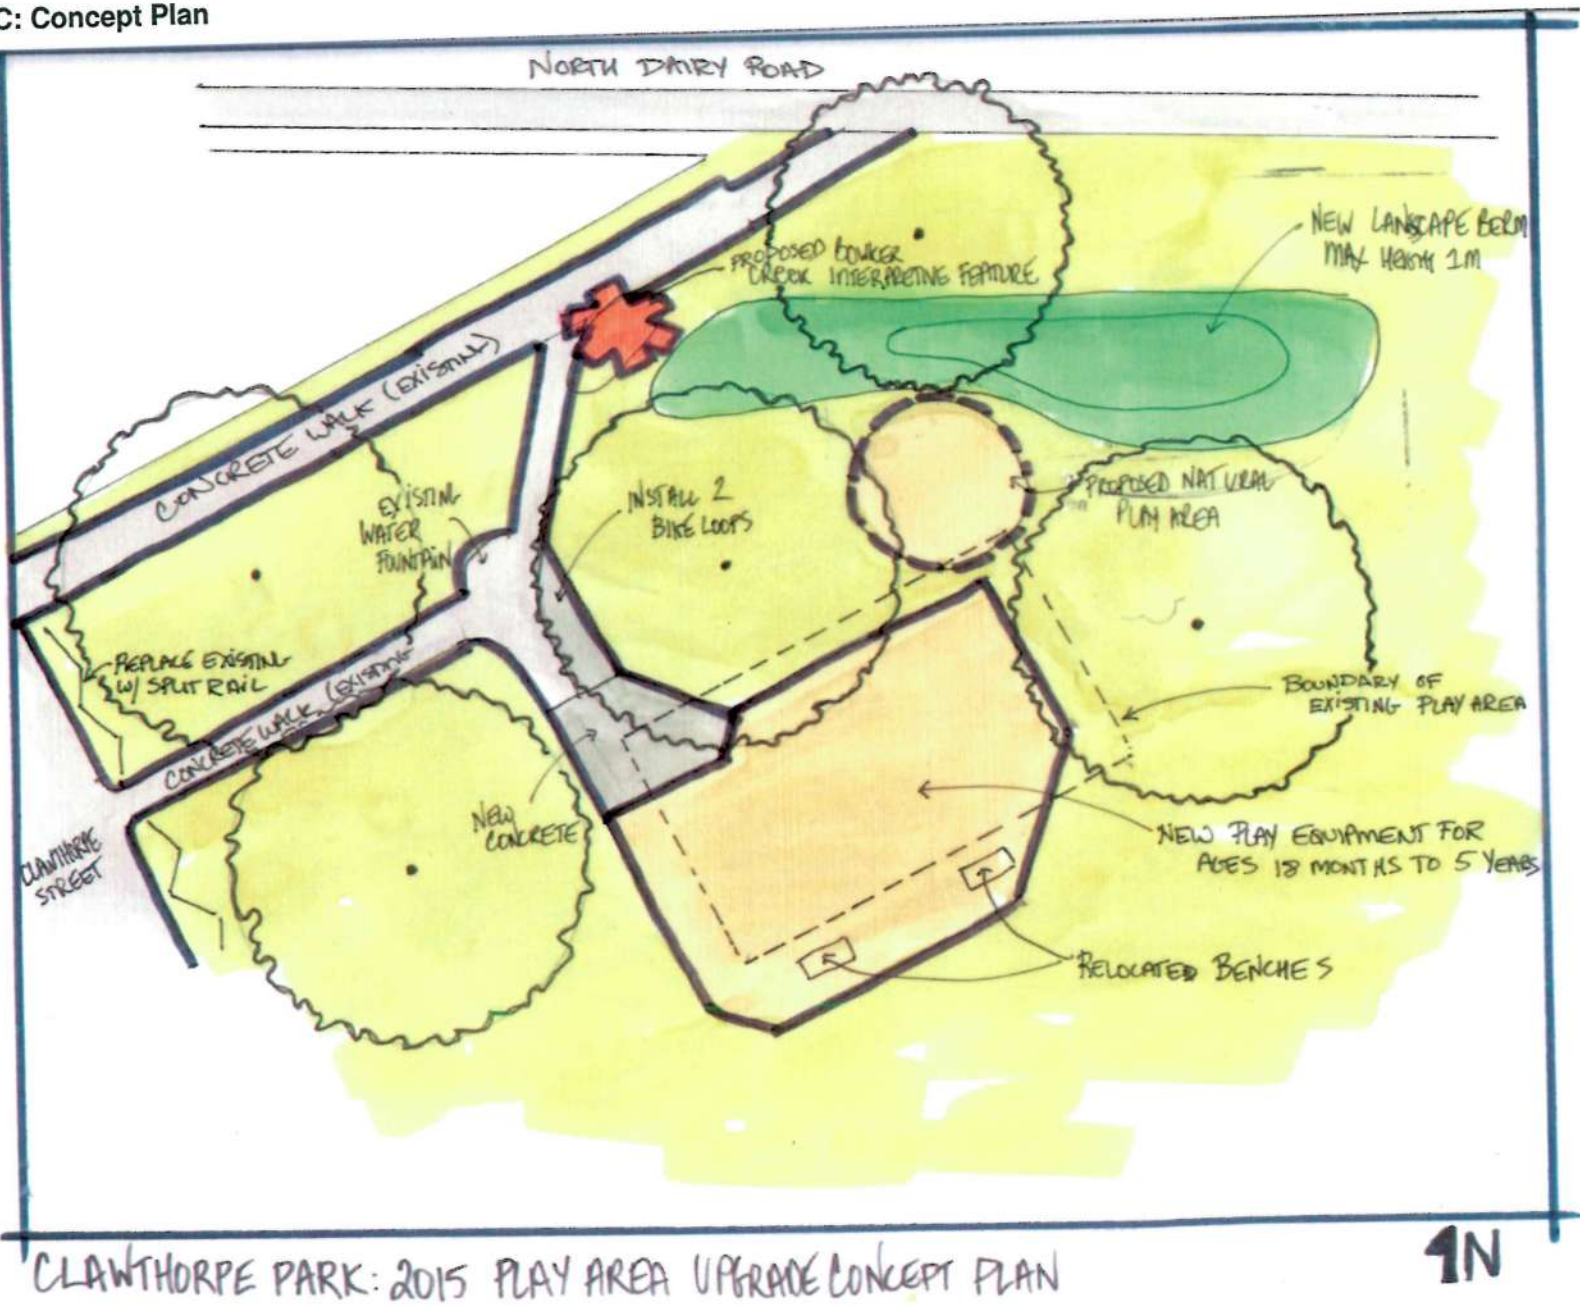 C: Concept Plan
NORTH DAIRY ROAD
NEW LANSCAPE BERM
MAX HEIGHT 1M
PROPOSED BOWKER
CREEK INTERPRETIVE FEATURE
CONCRETE WALK (EXISTING)
EXISTING
WATER
FOUNTAIN
INSTALL 2
BIKE LOOPS
PROPOSED NATURAL
PLAY AREA
REPLACE EXISTING
W/ SPLIT RAIL
CONCRETE WALK (EXISTING
BOUNDARY OF
EXISTING PLAY AREA
NEW
CONCRETE
CLAWTHORPE
STREET
NEW PLAY EQUIPMENT FOR
AGES 18 MONTHS TO 5 YEARS
RELOCATED BENCHES
CLAWTHORPE PARK: 2015 PLAY AREA UPGRADE CONCEPT PLAN
N